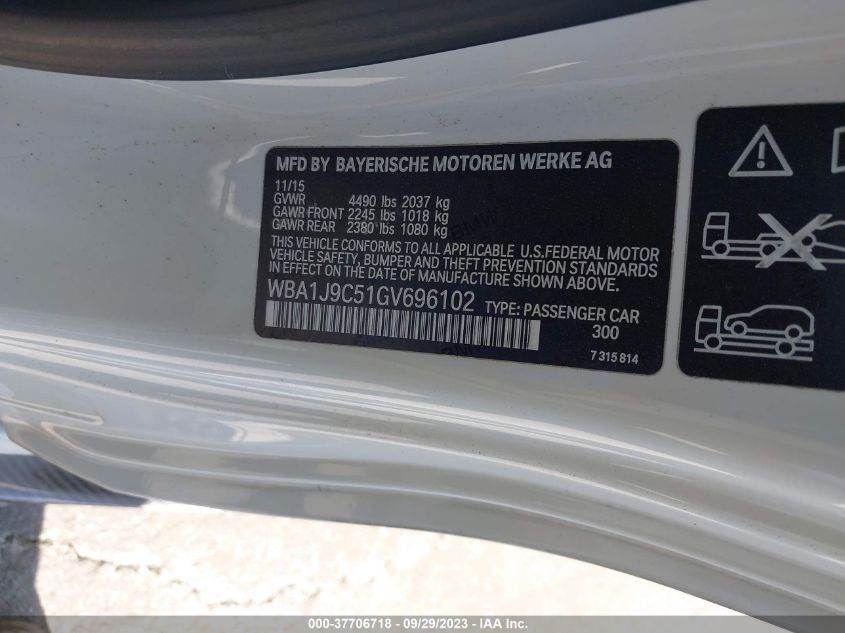 MFD BY BAYERISCHE MOTOREN WERKE AG
11/15
GVWR 4490 lbs 2037 kg
GAWR FRONT 2245 lbs 1018 kg
GAWR REAR 2380 lbs 1080 kg
THIS VEHICLE CONFORMS TO ALL APPLICABLE U.S.FEDERAL MOTOR
VEHICLE SAFETY, BUMPER AND THEFT PREVENTION STANDARDS
IN EFFECT ON THE DATE OF MANUFACTURE SHOWN ABOVE.
WBA1J9C51GV696102 TYPE: PASSENGER CAR
300
7 315 814
000-37706718 - 09/29/2023 - IAA Inc.